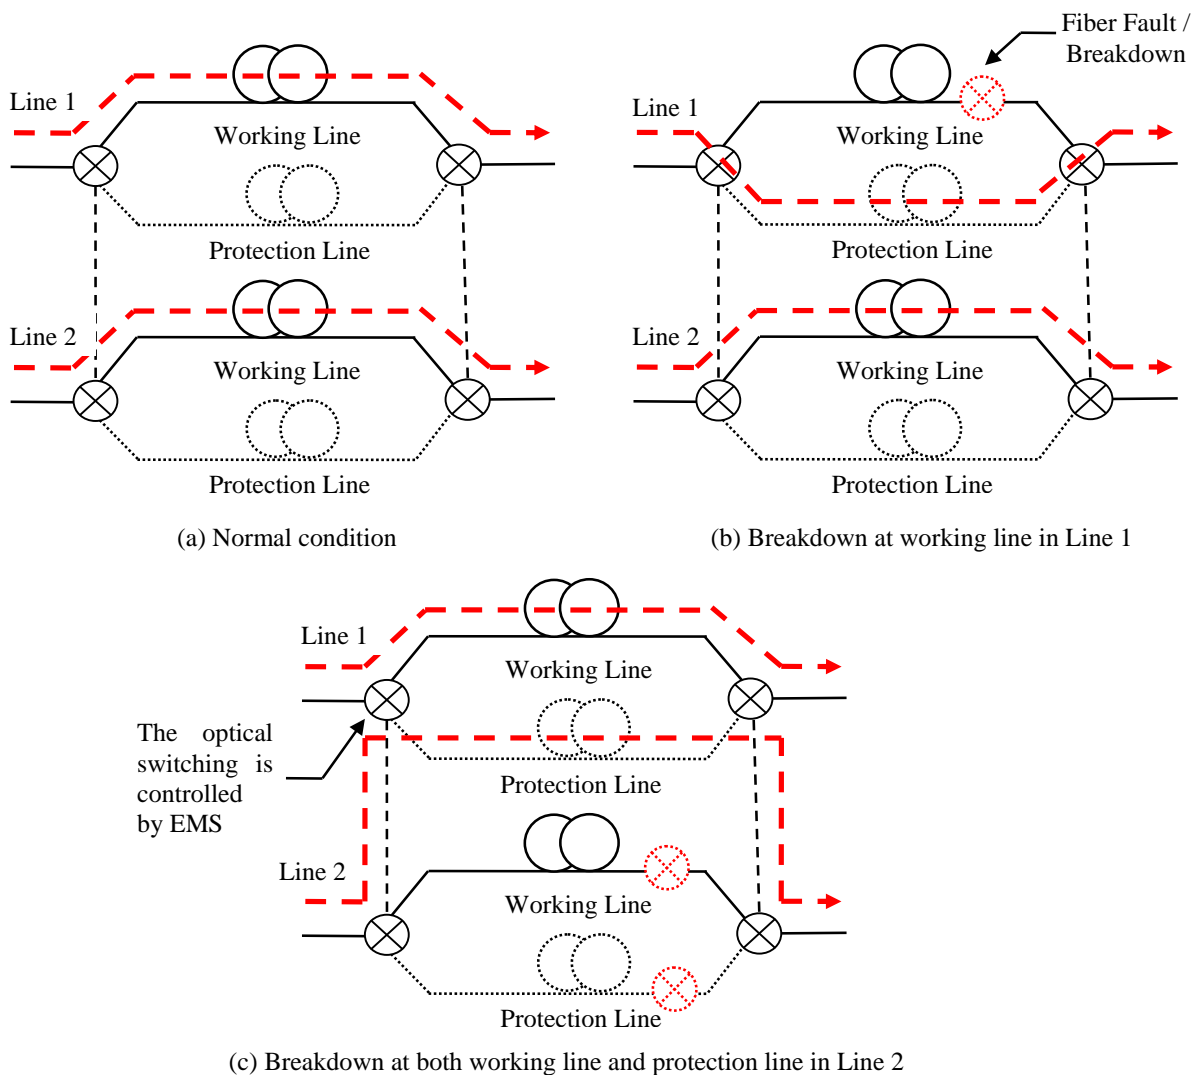 Fiber Fault /
Breakdown
Line 1
Working Line
Protection Line
Line 2
Working Line
Protection Line
(a) Normal condition
Line 1
Working Line
Protection Line
Line 2
Working Line
Protection Line
(b) Breakdown at working line in Line 1
Line 1
Working Line
The optical
switching is
controlled
by EMS
Protection Line
Line 2
Working Line
Protection Line
(c) Breakdown at both working line and protection line in Line 2